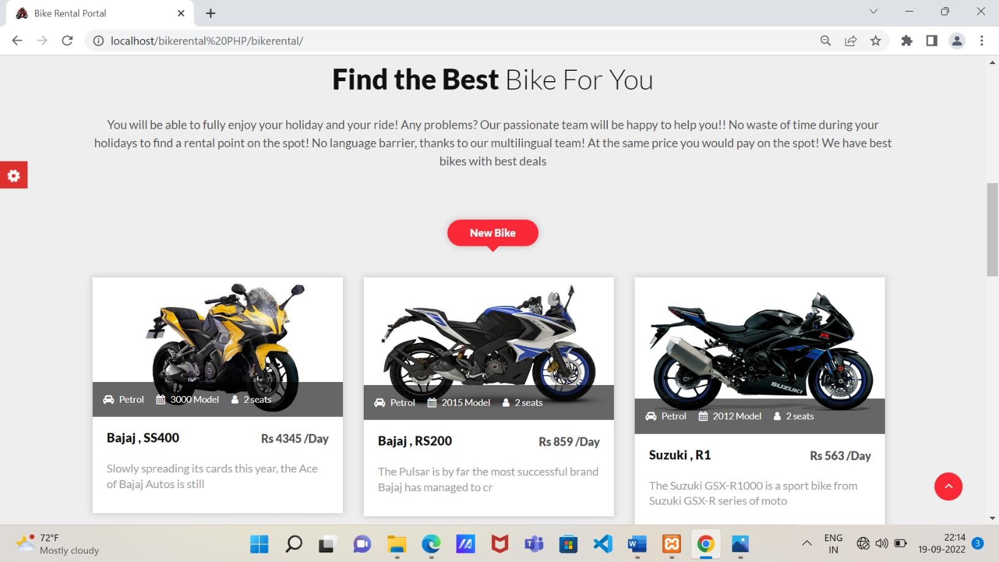 Bike Rental Portal
localhost/bikerental%20PHP/bikerental/
Find the Best Bike For You
You will be able to fully enjoy your holiday and your ride! Any problems? Our passionate team will be happy to help you!! No waste of time during your
holidays to find a rental point on the spot! No language barrier, thanks to our multilingual team! At the same price you would pay on the spot! We have best
bikes with best deals
New Bike
Petrol 3000 Model 2 seats
Bajaj , SS400 Rs 4345 /Day
Slowly spreading its cards this year, the Ace
of Bajaj Autos is still
Petrol 2015 Model 2 seats
Bajaj , RS200 Rs 859 /Day
The Pulsar is by far the most successful brand
Bajaj has managed to cr
SUZUKI
Petrol 2012 Model 2 seats
Suzuki , R1 Rs 563 /Day
The Suzuki GSX-R1000 is a sport bike from
Suzuki GSX-R series of moto
72°F
Mostly cloudy
ENG
IN
22:14
19-09-2022
3